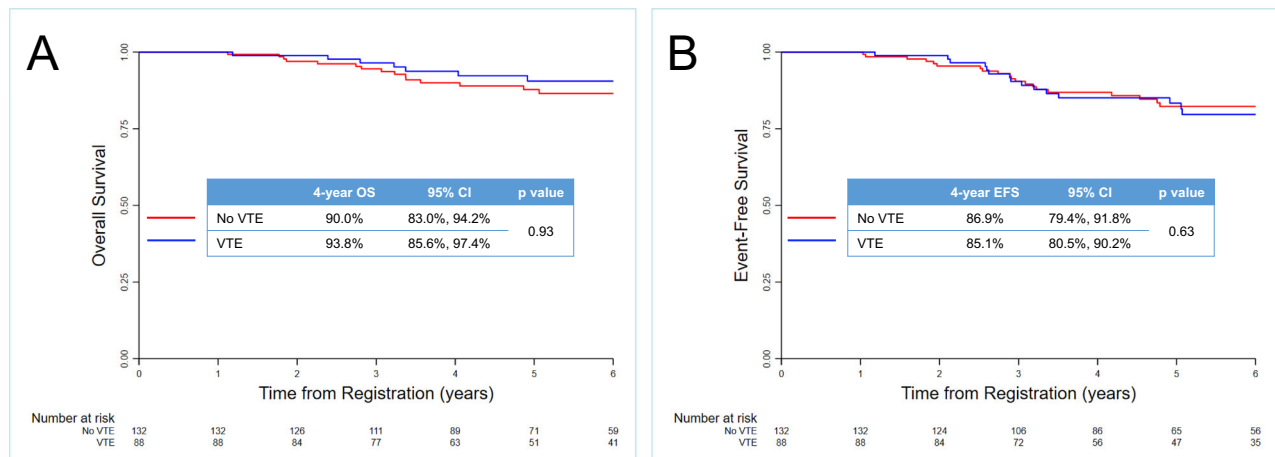 A
Overall Survival
1.00
0.75
0.50
0.25
0.00
4-year OS 95% CI p value
No VTE 90.0% 83.0%, 94.2% 0.93
VTE 93.8% 85.6%, 97.4%
0 1 2 3 4 5 6
Time from Registration (years)
Number at risk
No VTE 132 132 126 111 89 71 59
VTE 88 88 84 77 63 51 41
B
Event-Free Survival
1.00
0.75
0.50
0.25
0.00
4-year EFS 95% CI p value
No VTE 86.9% 79.4%, 91.8% 0.63
VTE 85.1% 80.5%, 90.2%
0 1 2 3 4 5 6
Time from Registration (years)
Number at risk
No VTE 132 132 124 106 86 65 56
VTE 88 88 84 72 56 47 35